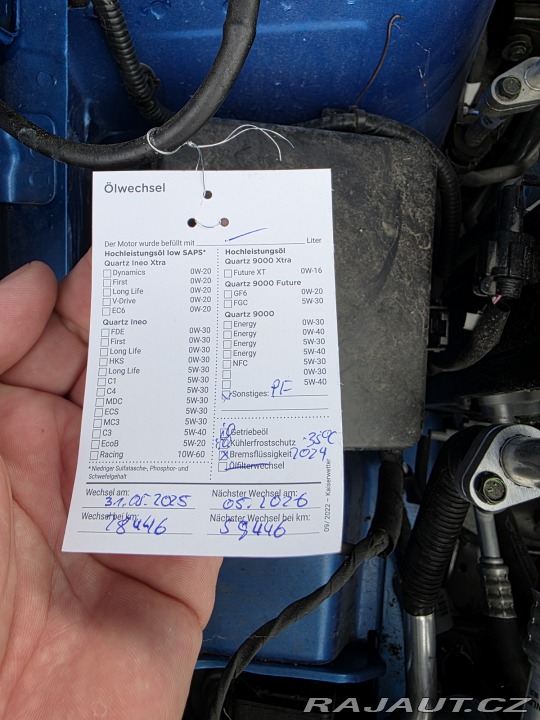 Ölwechsel
Der Motor wurde befüllt mit Liter
Hochleistungsöl low SAPS*
Quartz Ineo Xtra
Dynamics 0W-20
First 0W-20
Long Life 0W-20
V-Drive 0W-20
EC6 0W-20
Quartz Ineo
FDE 0W-30
First 0W-30
Long Life 0W-30
HKS 0W-30
Long Life 5W-30
C1 5W-30
C4 5W-30
MDC 5W-30
ECS 5W-30
MC3 5W-30
C3 5W-40
EcoB 5W-20
Racing 10W-60
*Niedriger Sulfatasche-, Phosphor- und
Schwefelgehalt
Hochleistungsöl
Quartz 9000 Xtra
Future XT 0W-16
Quartz 9000 Future
GF6 0W-20
FGC 5W-30
Quartz 9000
Energy 0W-30
Energy 0W-40
Energy 5W-30
Energy 5W-40
NFC 5W-30
0W-30
5W-40
Sonstiges: PF
Getriebeöl
Kühlerfrostschutz -35°C
x Bremsflüssigkeit 2024
Ölfilterwechsel
Wechsel am: Nächster Wechsel am:
31.05.2025 05.2026
Wechsel bei km: Nächster Wechsel bei km:
28446 59446
09/2022 – Kaiserwetter
RAJAUT.CZ